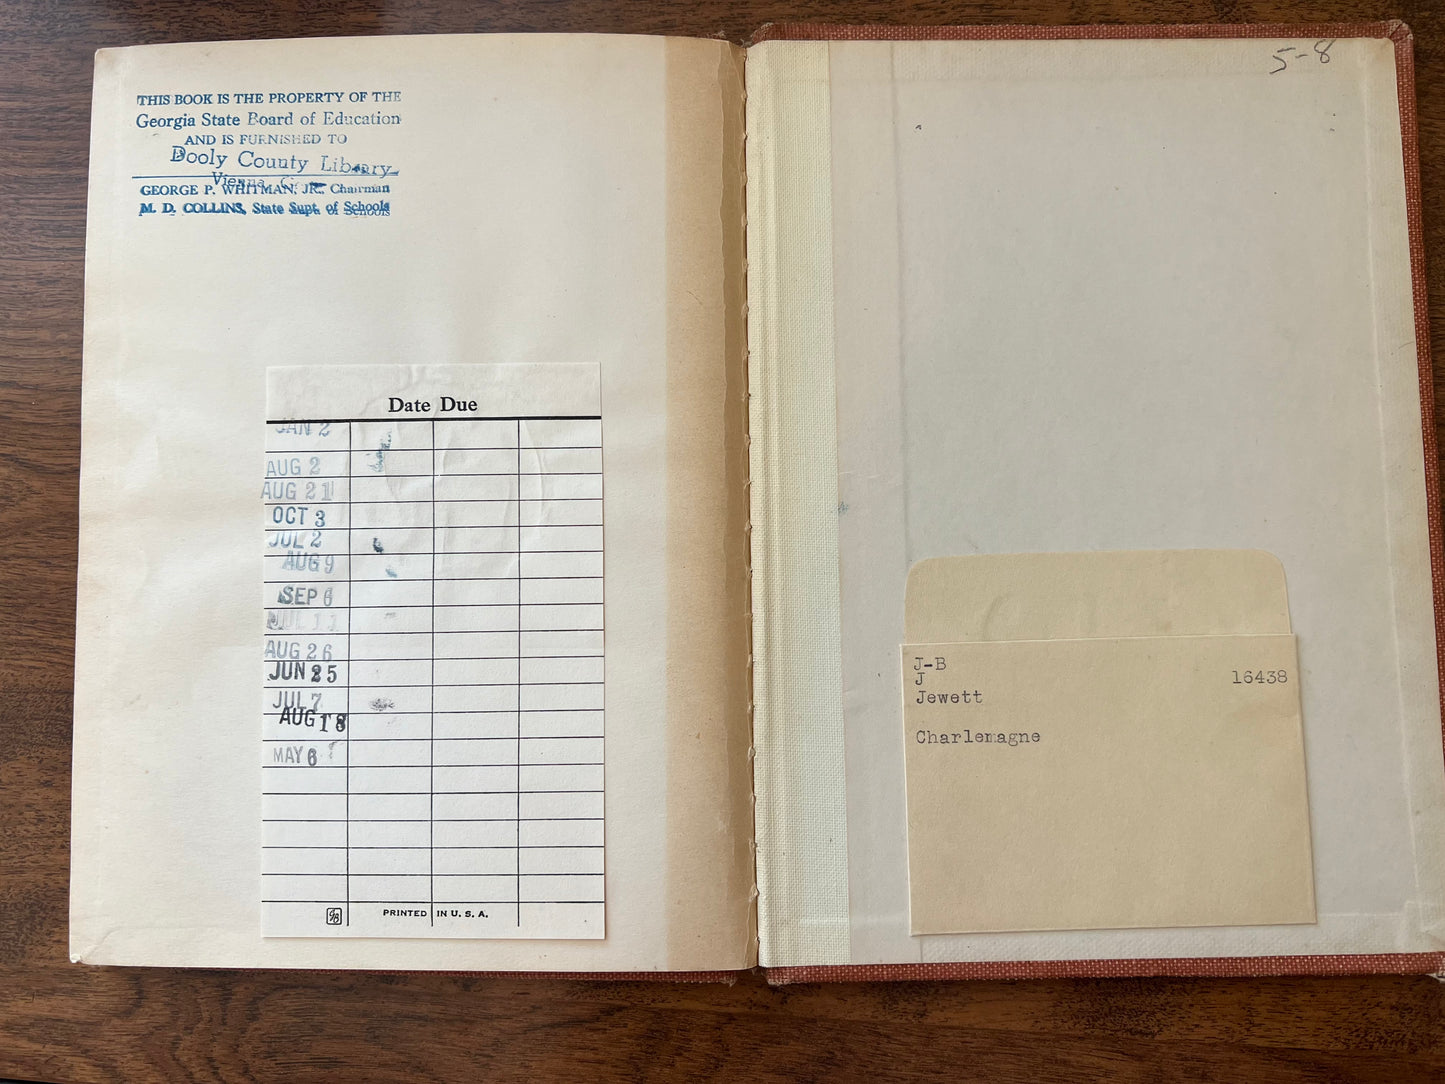 THIS BOOK IS THE PROPERTY OF THE
Georgia State Board of Education
AND IS FURNISHED TO
Dooly County Library
Vienna,
GEORGE P. WHITMAN, JR., Chairman
M. D. COLLINS, State Supt. of Schools
Date Due
JAN 2
AUG 2
AUG 21
OCT 3
JUL 2
AUG 9
SEP 6
JUL 11
AUG 26
JUN 25
JUL 7
AUG 18
MAY 6
PRINTED IN U. S. A.
5-8
J-B
J 16438
Jewett
Charlemagne